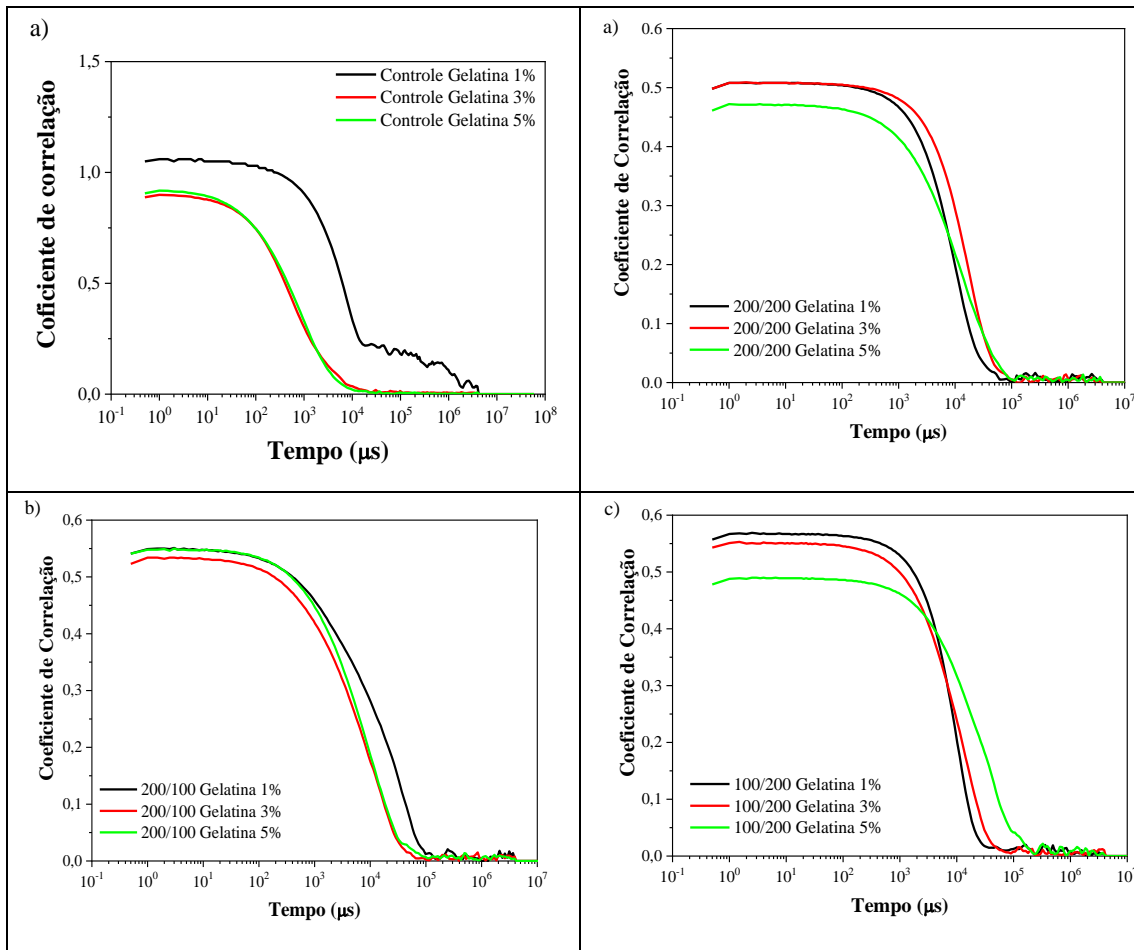 a)
1,5
1,0
0,5
0,0
Coficiente de correlação
Controle Gelatina 1%
Controle Gelatina 3%
Controle Gelatina 5%
10-1 100 101 102 103 104 105 106 107 108
Tempo (μs)
a)
0,6
0,5
0,4
0,3
0,2
0,1
0,0
Coeficiente de Correlação
200/200 Gelatina 1%
200/200 Gelatina 3%
200/200 Gelatina 5%
10-1 100 101 102 103 104 105 106 107
Tempo (μs)
b)
0,6
0,5
0,4
0,3
0,2
0,1
0,0
Coeficiente de Correlação
200/100 Gelatina 1%
200/100 Gelatina 3%
200/100 Gelatina 5%
10-1 100 101 102 103 104 105 106 107
Tempo (μs)
c)
0,6
0,5
0,4
0,3
0,2
0,1
0,0
Coeficiente de Correlação
100/200 Gelatina 1%
100/200 Gelatina 3%
100/200 Gelatina 5%
10-1 100 101 102 103 104 105 106 107
Tempo (μs)